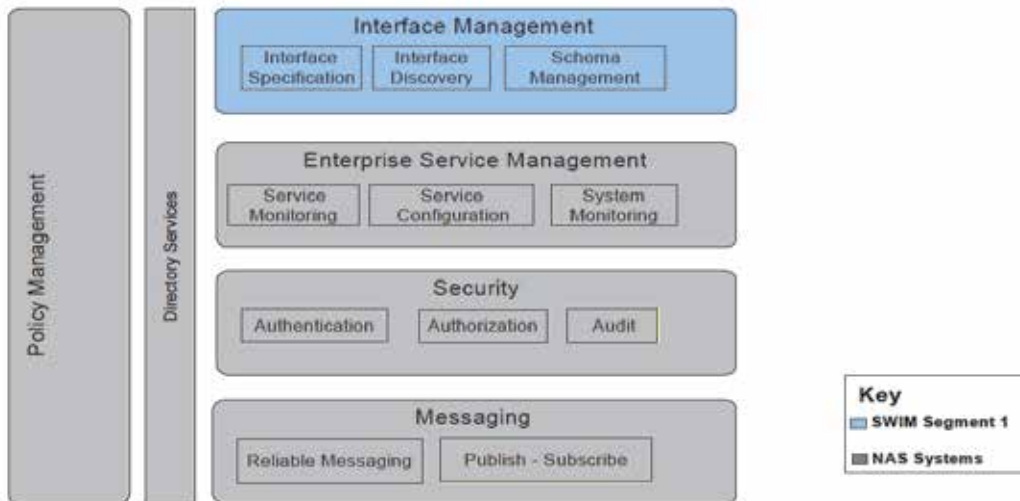 Policy Management
Directory Services
Interface Management
Interface
Specification
Interface
Discovery
Schema
Management
Enterprise Service Management
Service
Monitoring
Service
Configuration
System
Monitoring
Security
Authentication
Authorization
Audit
Messaging
Reliable Messaging
Publish - Subscribe
Key
SWIM Segment 1
NAS Systems